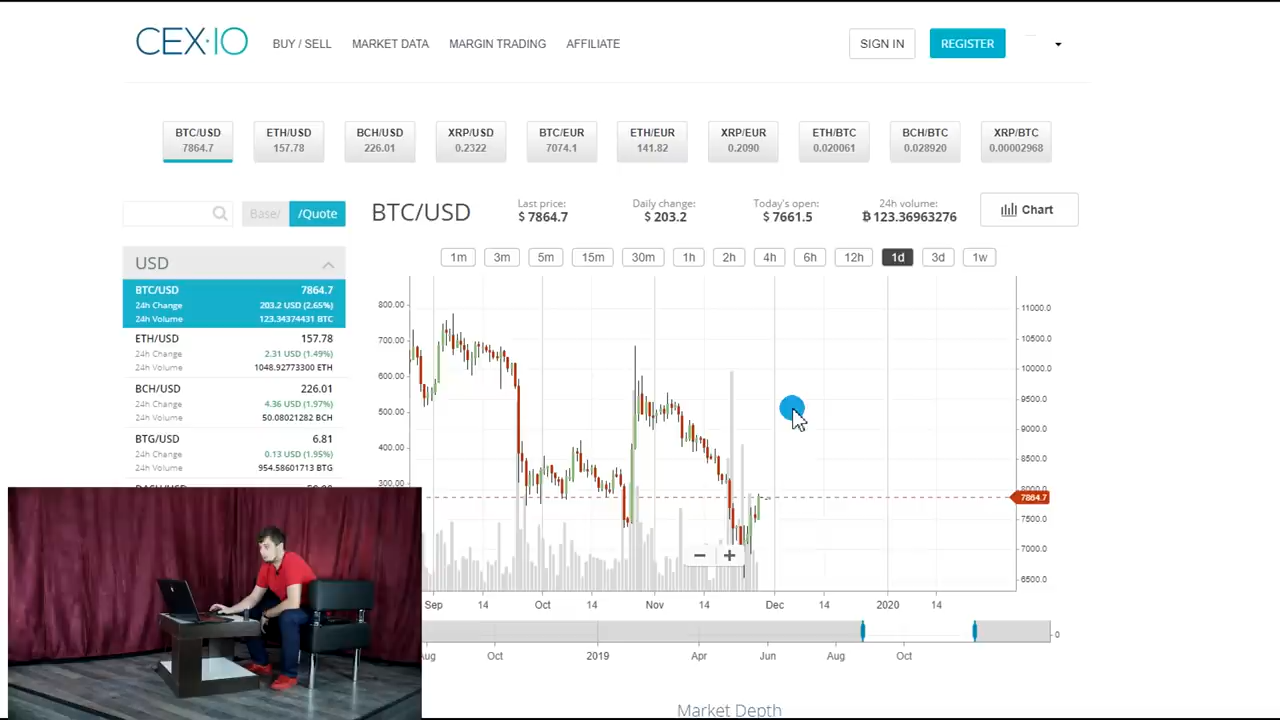 CEX·IO BUY / SELL MARKET DATA MARGIN TRADING AFFILIATE SIGN IN REGISTER
BTC/USD ETH/USD BCH/USD XRP/USD BTC/EUR ETH/EUR XRP/EUR ETH/BTC BCH/BTC XRP/BTC
7864.7 157.78 226.01 0.2322 7074.1 141.82 0.2090 0.020061 0.028920 0.00002968
Base/ /Quote
USD
BTC/USD 7864.7
24h Change 203.2 USD (2.65%)
24h Volume 123.34374431 BTC
ETH/USD 157.78
24h Change 2.31 USD (1.49%)
24h Volume 1048.92773300 ETH
BCH/USD 226.01
24h Change 4.36 USD (1.97%)
24h Volume 50.08021282 BCH
BTG/USD 6.81
24h Change 0.13 USD (1.95%)
24h Volume 954.58601713 BTG
BTC/USD
Last price: Daily change: Today's open: 24h volume:
$ 7864.7 $ 203.2 $ 7661.5 ฿ 123.36963276
Chart
1m 3m 5m 15m 30m 1h 2h 4h 6h 12h 1d 3d 1w
800.00
700.00
600.00
500.00
400.00
300.00
11000.0
10500.0
10000.0
9500.0
9000.0
8500.0
8000.0
7864.7
7500.0
7000.0
6500.0
− +
Sep 14 Oct 14 Nov 14 Dec 14 2020 14
0
Aug Oct 2019 Apr Jun Aug Oct
Market Depth